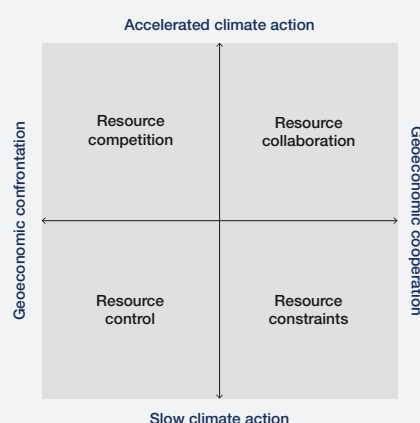 Accelerated climate action
Geoeconomic confrontation
Resource
competition
Resource
collaboration
Geoeconomic cooperation
Resource
control
Resource
constraints
Slow climate action